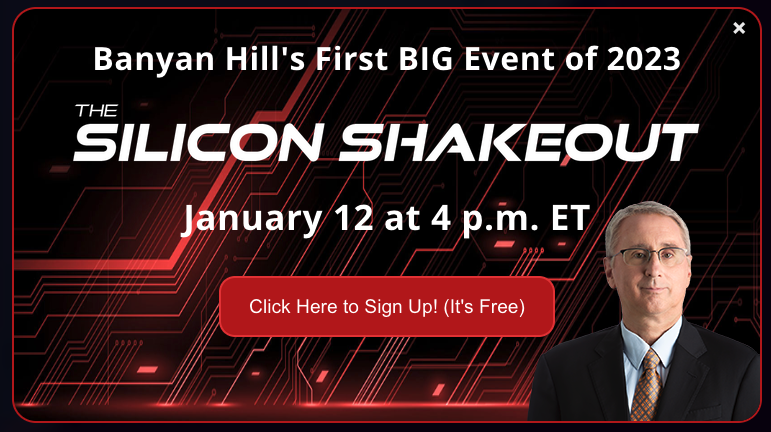 Banyan Hill's First BIG Event of 2023
THE
SILICON SHAKEOUT
January 12 at 4 p.m. ET
Click Here to Sign Up! (It's Free)